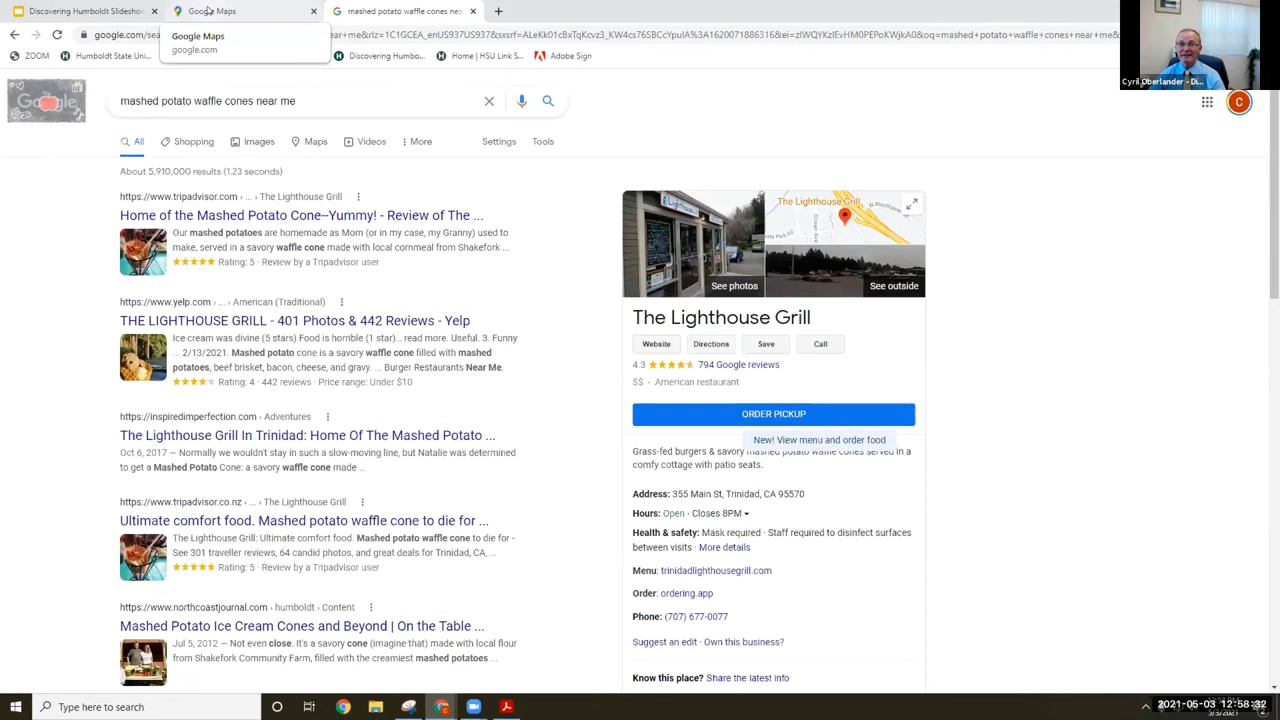 Discovering Humboldt Slidesho
Google Maps
mashed potato waffle cones nea
google.com/sea
Google Maps
google.com
ZOOM
Humboldt State Uni
Discovering Humbo...
Home | HSU Link S...
Adobe Sign
Cyril Oberlander - Di...
Google
mashed potato waffle cones near me
C
All
Shopping
Images
Maps
Videos
More
Settings
Tools
About 5,910,000 results (1.23 seconds)
https://www.tripadvisor.com › ... › The Lighthouse Grill
Home of the Mashed Potato Cone--Yummy! - Review of The ...
Our mashed potatoes are homemade as Mom (or in my case, my Granny) used to
make, served in a savory waffle cone made with local cornmeal from Shakefork ...
Rating: 5 · Review by a Tripadvisor user
https://www.yelp.com › ... › American (Traditional)
THE LIGHTHOUSE GRILL - 401 Photos & 442 Reviews - Yelp
Ice cream was divine (5 stars) Food is horrible (1 star)... read more. Useful. 3. Funny
... 2/13/2021. Mashed potato cone is a savory waffle cone filled with mashed
potatoes, beef brisket, bacon, cheese, and gravy. ... Burger Restaurants Near Me.
Rating: 4 · 442 reviews · Price range: Under $10
https://inspiredimperfection.com › Adventures
The Lighthouse Grill In Trinidad: Home Of The Mashed Potato ...
Oct 6, 2017 — Normally we wouldn't stay in such a slow-moving line, but Natalie was determined
to get a Mashed Potato Cone: a savory waffle cone made ...
https://www.tripadvisor.co.nz › ... › The Lighthouse Grill
Ultimate comfort food. Mashed potato waffle cone to die for ...
The Lighthouse Grill: Ultimate comfort food. Mashed potato waffle cone to die for -
See 301 traveller reviews, 64 candid photos, and great deals for Trinidad, CA, ...
Rating: 5 · Review by a Tripadvisor user
https://www.northcoastjournal.com › humboldt › Content
Mashed Potato Ice Cream Cones and Beyond | On the Table ...
Jul 5, 2012 — Not even close. It's a savory cone (imagine that) made with local flour
from Shakefork Community Farm, filled with the creamiest mashed potatoes ...
The Lighthouse Grill
See photos
See outside
The Lighthouse Grill
Website
Directions
Save
Call
4.3
794 Google reviews
$$ · American restaurant
ORDER PICKUP
New! View menu and order food
Grass-fed burgers & savory mashed potato waffle cones served in a
comfy cottage with patio seats.
Address: 355 Main St, Trinidad, CA 95570
Hours: Open · Closes 8PM
Health & safety: Mask required · Staff required to disinfect surfaces
between visits · More details
Menu: trinidadlighthousegrill.com
Order: ordering.app
Phone: (707) 677-0077
Suggest an edit · Own this business?
Know this place? Share the latest info
Type here to search
2021-05-03 12:58:32